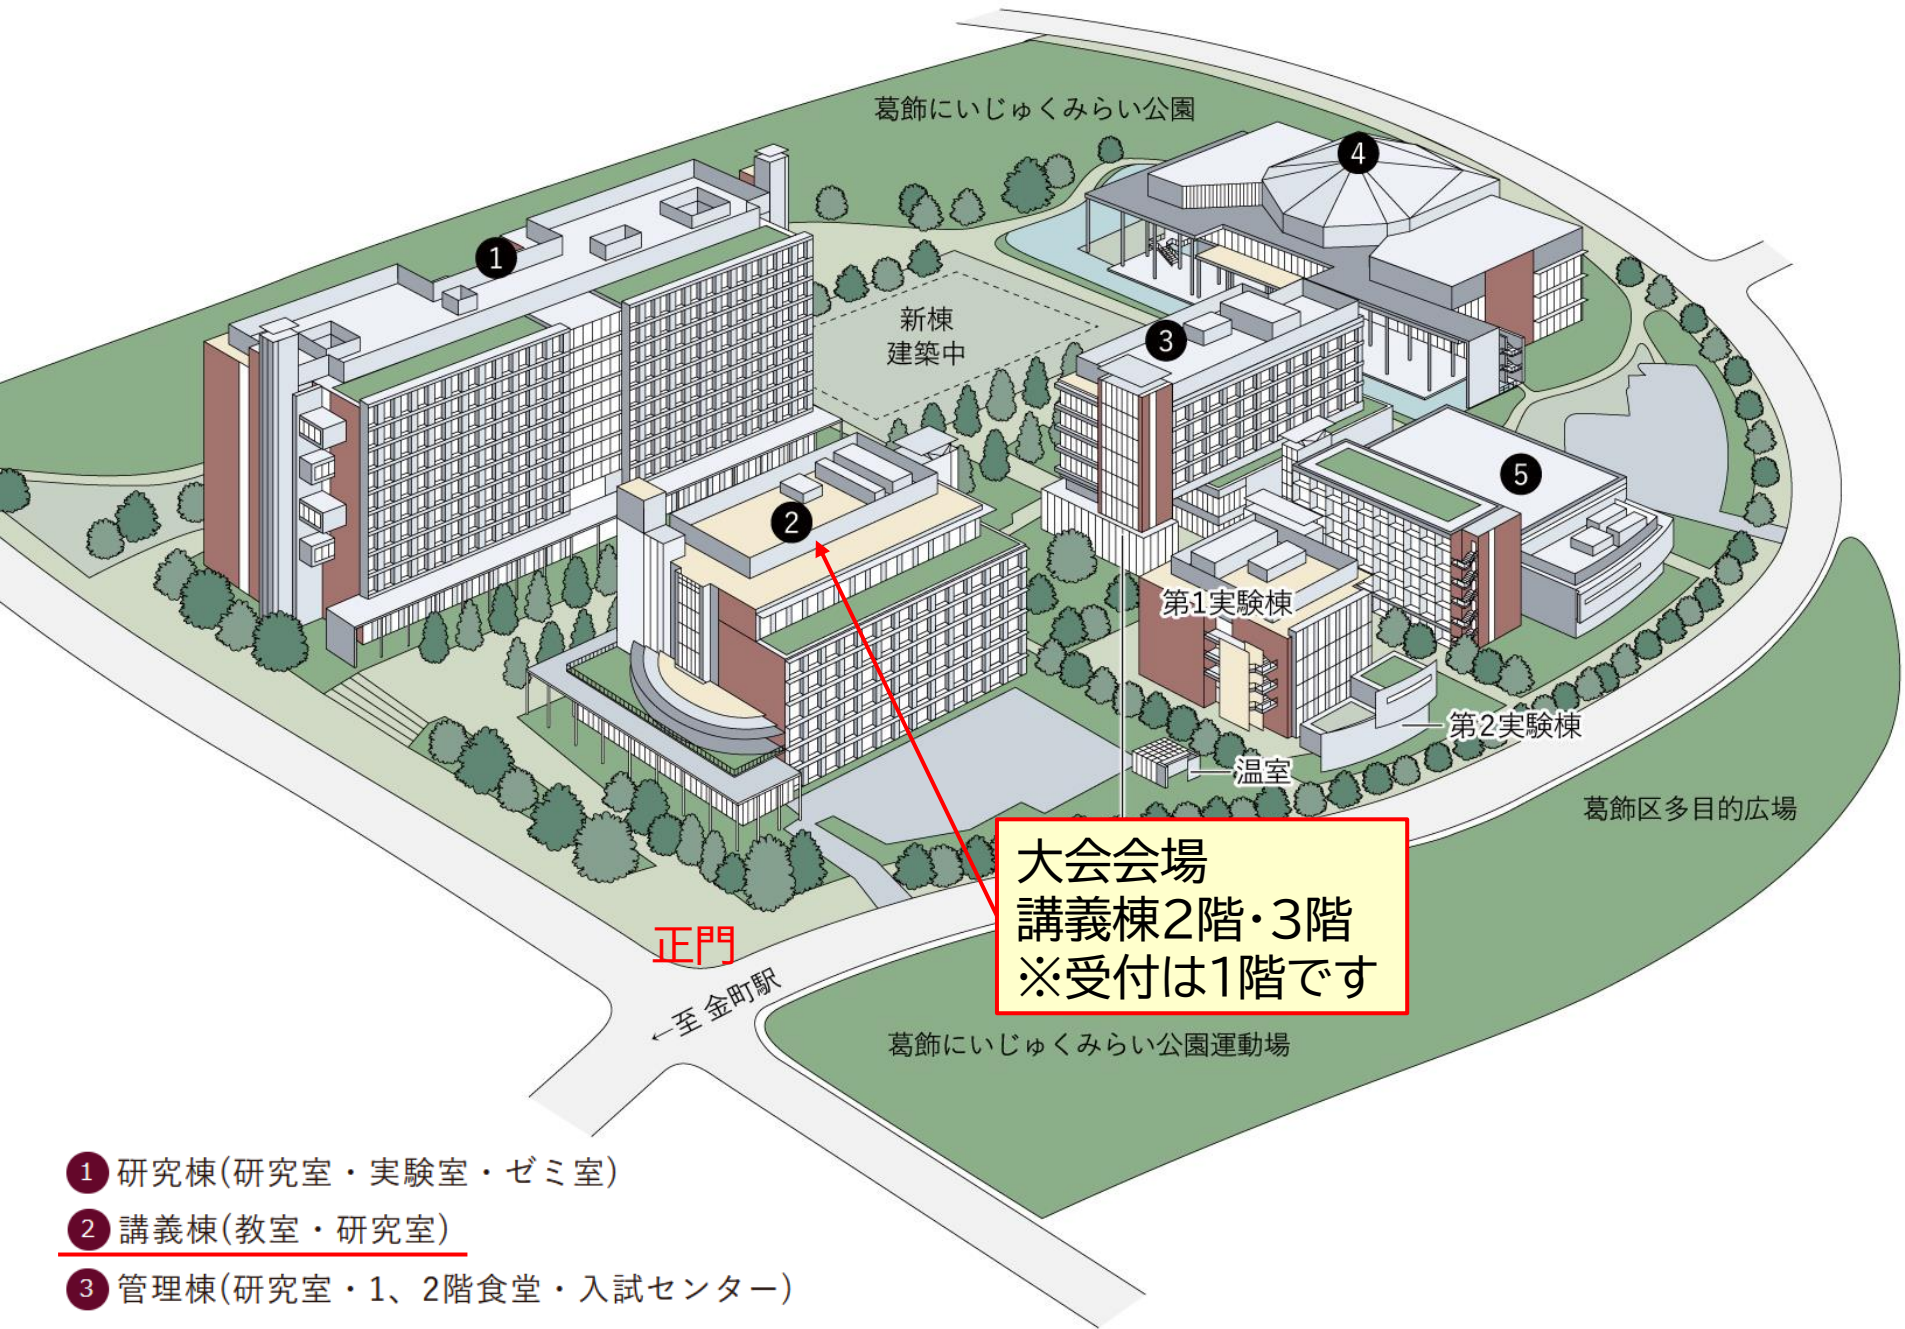 葛飾にいじゅくみらい公園
4
1
新棟
建築中
3
5
2
第1実験棟
第2実験棟
温室
葛飾区多目的広場
大会会場
講義棟2階・3階
※受付は1階です
正門
←至 金町駅
葛飾にいじゅくみらい公園運動場
1 研究棟(研究室・実験室・ゼミ室)
2 講義棟(教室・研究室)
3 管理棟(研究室・1、2階食堂・入試センター)